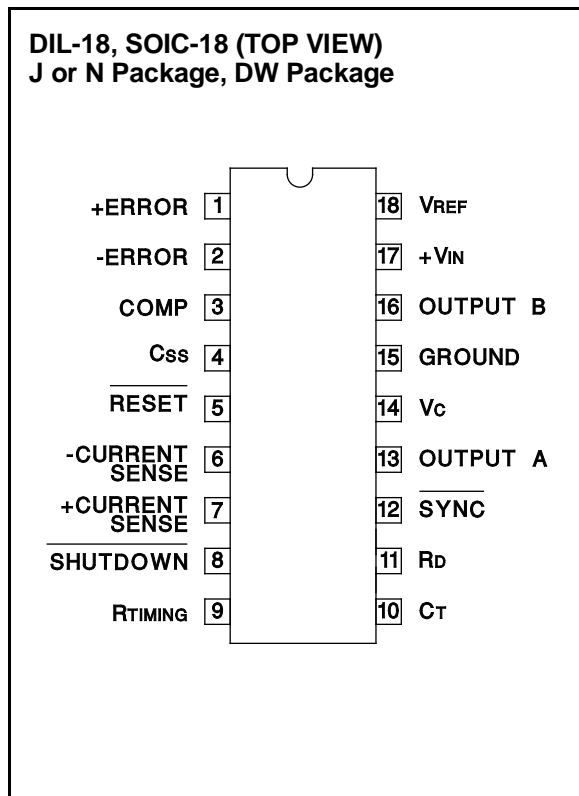 DIL-18, SOIC-18 (TOP VIEW)
J or N Package, DW Package
+ERROR 1
18 VREF
-ERROR 2
17 +VIN
COMP 3
16 OUTPUT B
Css 4
15 GROUND
RESET 5
14 Vc
-CURRENT
SENSE 6
13 OUTPUT A
+CURRENT
SENSE 7
12 SYNC
SHUTDOWN 8
11 RD
RTIMING 9
10 CT